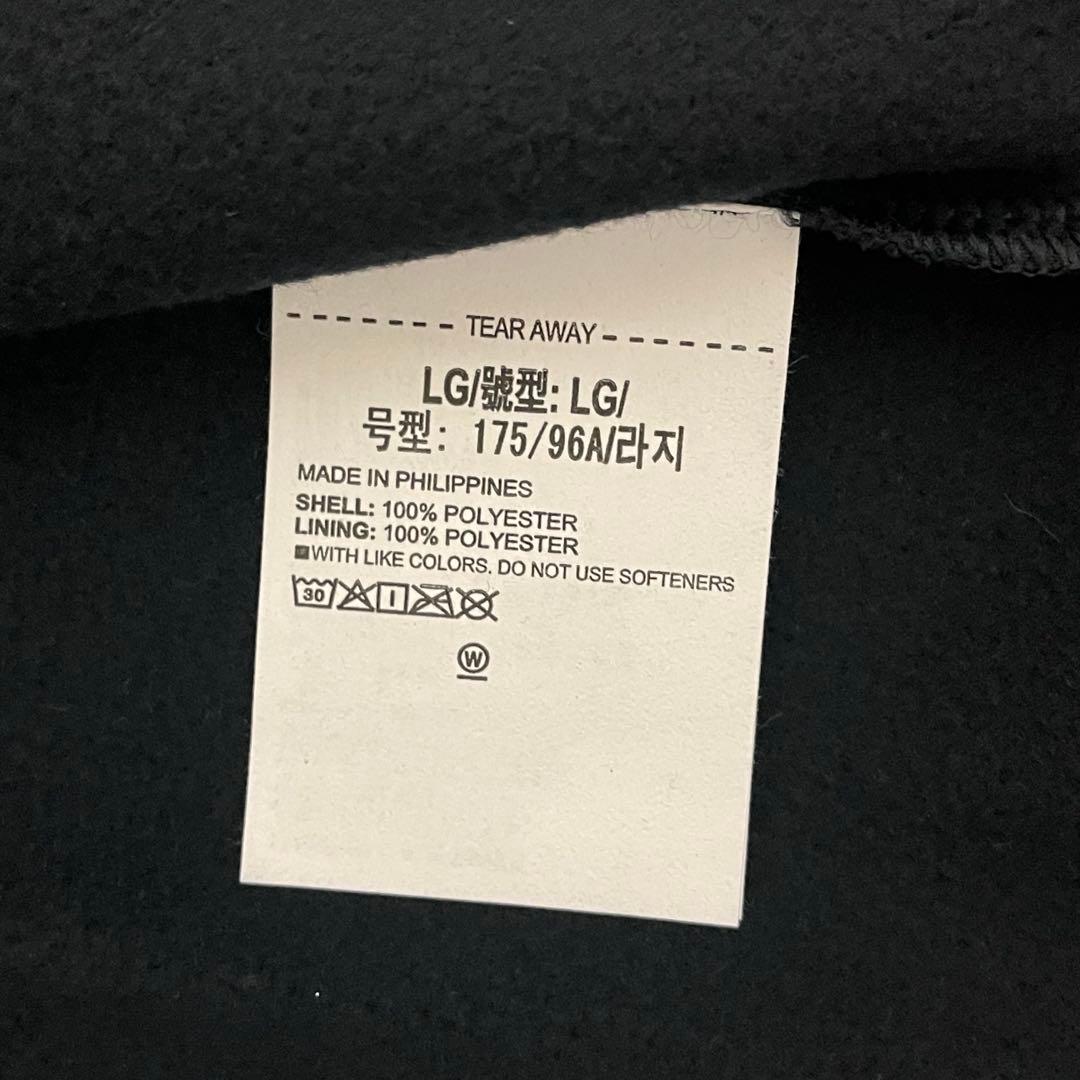 TEAR AWAY
LG/號型: LG/
号型: 175/96A/라지
MADE IN PHILIPPINES
SHELL: 100% POLYESTER
LINING: 100% POLYESTER
■WITH LIKE COLORS. DO NOT USE SOFTENERS
30
W